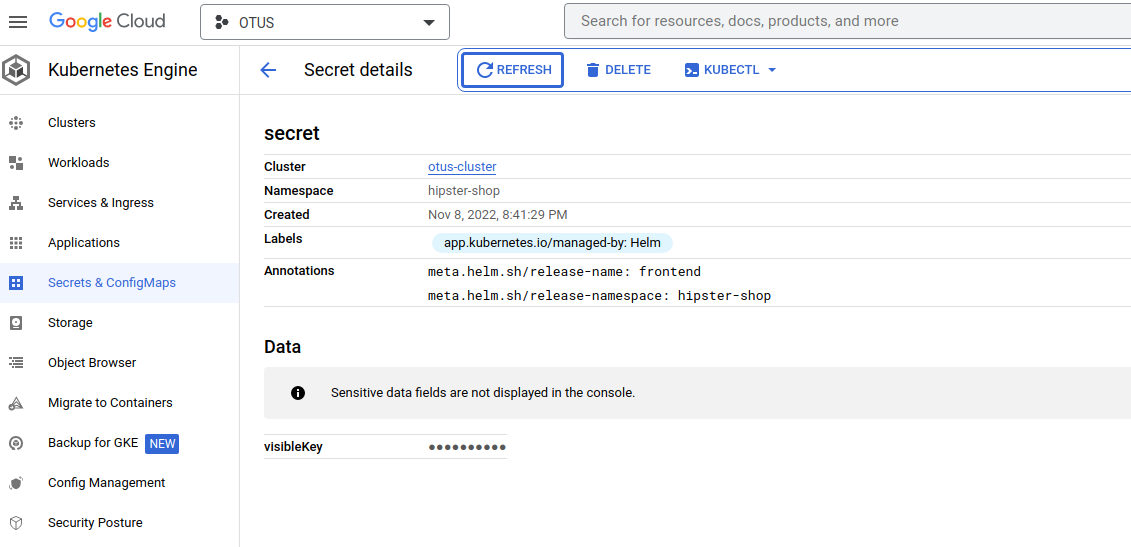 Google Cloud
OTUS
Search for resources, docs, products, and more
Kubernetes Engine
Secret details
REFRESH
DELETE
KUBECTL
Clusters
Workloads
Services & Ingress
Applications
Secrets & ConfigMaps
Storage
Object Browser
Migrate to Containers
Backup for GKE NEW
Config Management
Security Posture
secret
Cluster otus-cluster
Namespace hipster-shop
Created Nov 8, 2022, 8:41:29 PM
Labels app.kubernetes.io/managed-by: Helm
Annotations meta.helm.sh/release-name: frontend
meta.helm.sh/release-namespace: hipster-shop
Data
Sensitive data fields are not displayed in the console.
visibleKey ●●●●●●●●●●